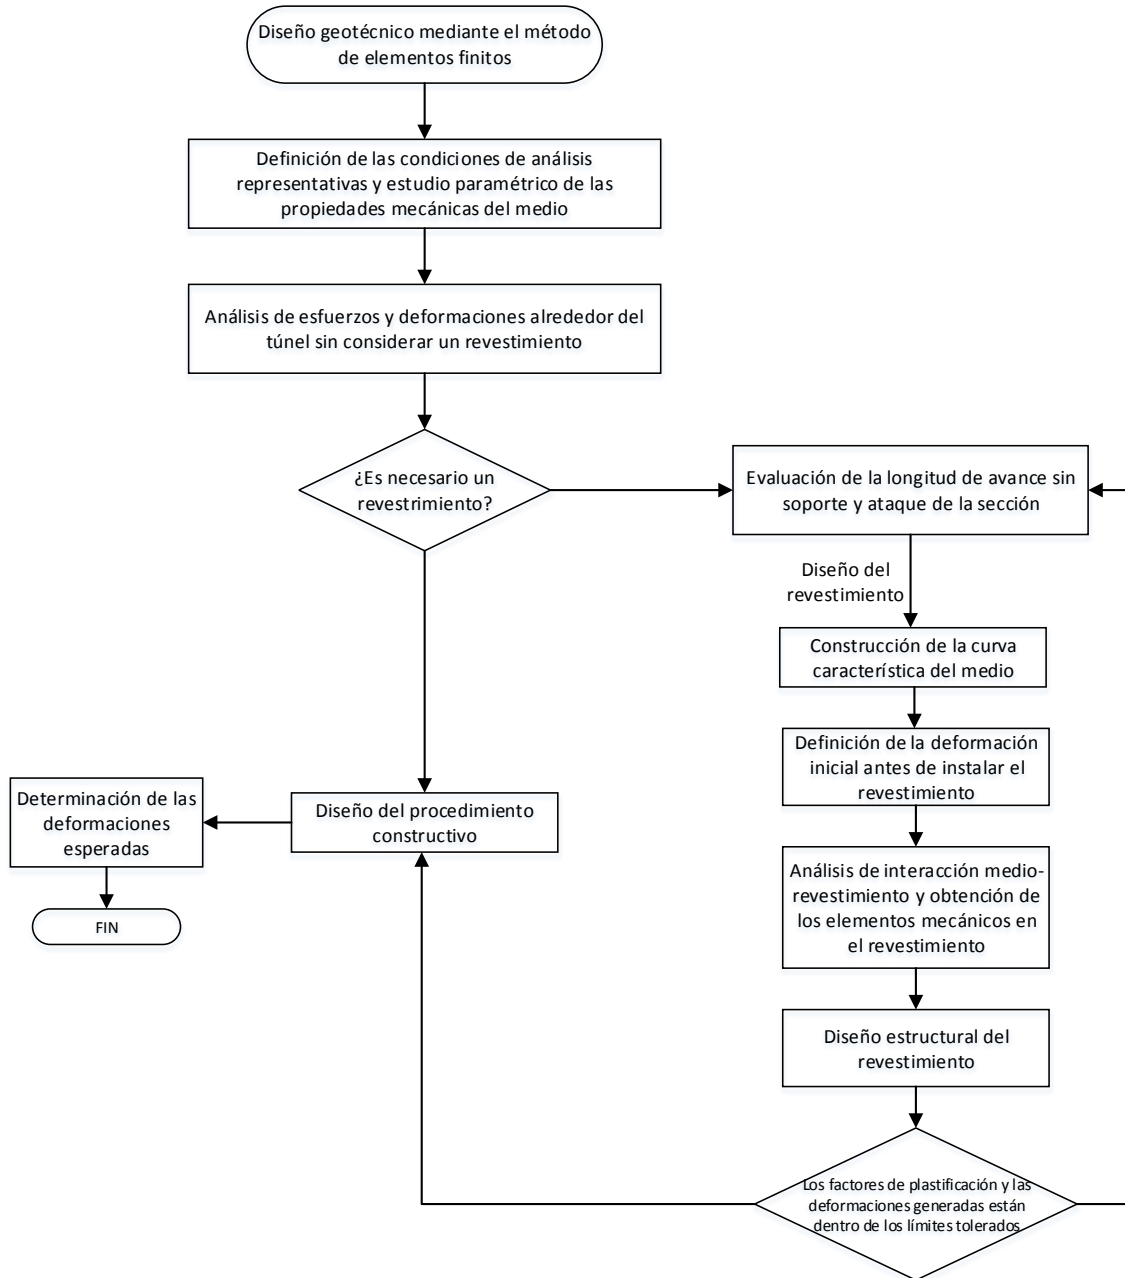 Diseño geotécnico mediante el método
de elementos finitos
Definición de las condiciones de análisis
representativas y estudio paramétrico de las
propiedades mecánicas del medio
Análisis de esfuerzos y deformaciones alrededor del
túnel sin considerar un revestimiento
¿Es necesario un
revestrimiento?
Evaluación de la longitud de avance sin
soporte y ataque de la sección
Diseño del
revestimiento
Construcción de la curva
característica del medio
Definición de la deformación
inicial antes de instalar el
revestimiento
Análisis de interacción medio-
revestimiento y obtención de
los elementos mecánicos en
el revestimiento
Diseño estructural del
revestimiento
Los factores de plastificación y las
deformaciones generadas están
dentro de los límites tolerados
Diseño del procedimiento
constructivo
Determinación de las
deformaciones
esperadas
FIN